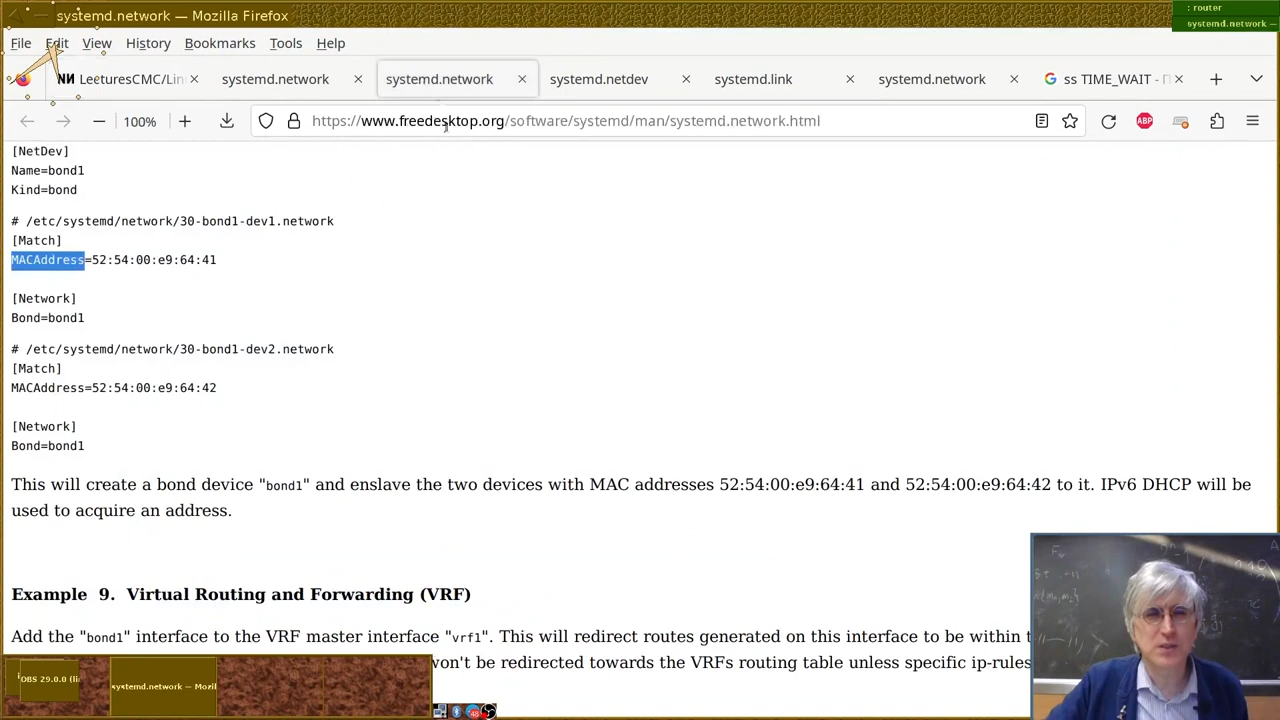 systemd.network — Mozilla Firefox
: router
systemd.network —
File Edit View History Bookmarks Tools Help
LecturesCMC/Lin
systemd.network
systemd.network
systemd.netdev
systemd.link
systemd.network
ss TIME_WAIT - П
100%
https://www.freedesktop.org/software/systemd/man/systemd.network.html
ABP
[NetDev]
Name=bond1
Kind=bond
# /etc/systemd/network/30-bond1-dev1.network
[Match]
MACAddress=52:54:00:e9:64:41
[Network]
Bond=bond1
# /etc/systemd/network/30-bond1-dev2.network
[Match]
MACAddress=52:54:00:e9:64:42
[Network]
Bond=bond1
This will create a bond device "bond1" and enslave the two devices with MAC addresses 52:54:00:e9:64:41 and 52:54:00:e9:64:42 to it. IPv6 DHCP will be
used to acquire an address.
Example 9. Virtual Routing and Forwarding (VRF)
Add the "bond1" interface to the VRF master interface "vrf1". This will redirect routes generated on this interface to be within
won't be redirected towards the VRFs routing table unless specific ip-rules
OBS 29.0.0 (li
systemd.network — Mozil
48